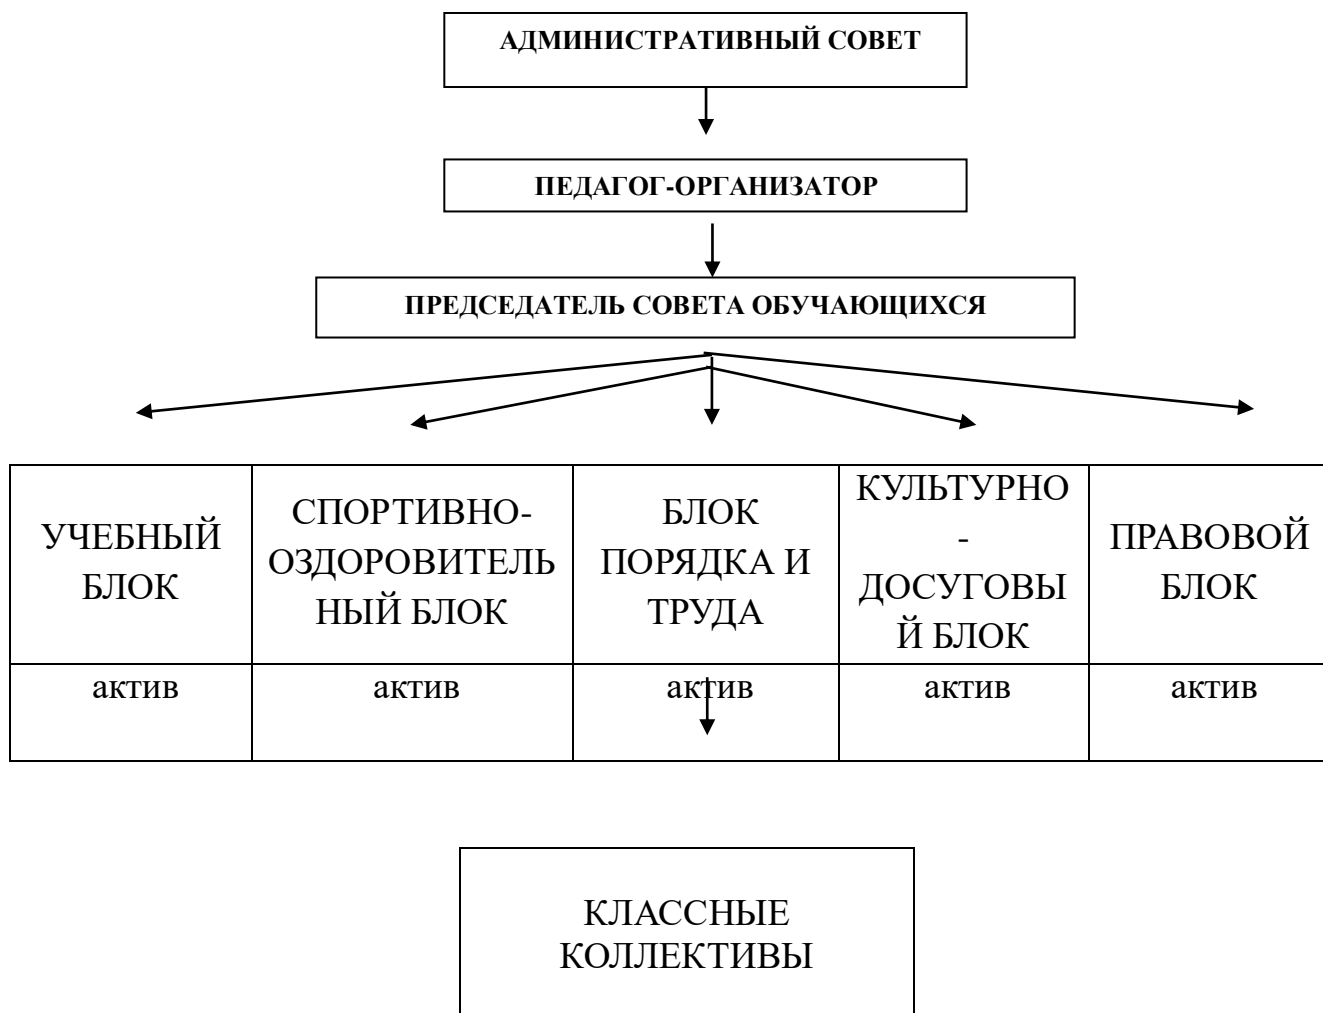 АДМИНИСТРАТИВНЫЙ СОВЕТ
ПЕДАГОГ-ОРГАНИЗАТОР
ПРЕДСЕДАТЕЛЬ СОВЕТА ОБУЧАЮЩИХСЯ
УЧЕБНЫЙ
БЛОК
СПОРТИВНО-
ОЗДОРОВИТЕЛЬ
НЫЙ БЛОК
БЛОК
ПОРЯДКА И
ТРУДА
КУЛЬТУРНО
-
ДОСУГОВЫ
Й БЛОК
ПРАВОВОЙ
БЛОК
актив
актив
актив
актив
актив
КЛАССНЫЕ
КОЛЛЕКТИВЫ